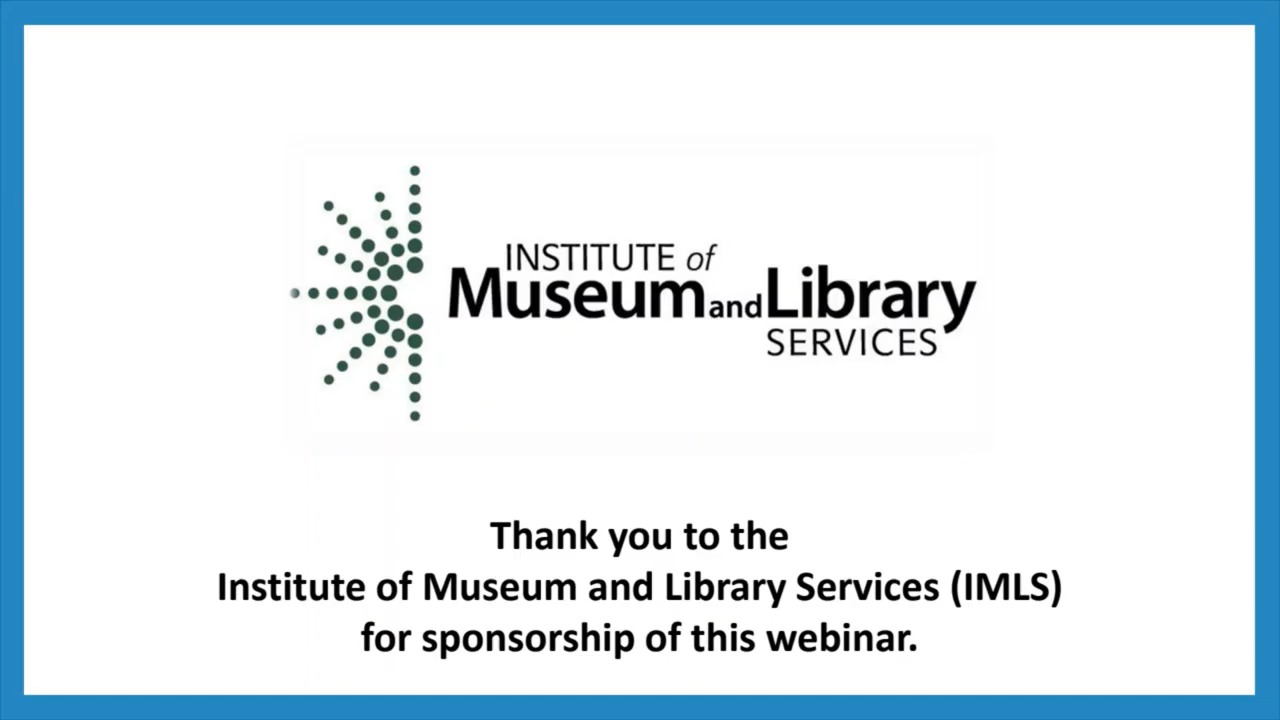 INSTITUTE of
Museum and Library
SERVICES
Thank you to the
Institute of Museum and Library Services (IMLS)
for sponsorship of this webinar.